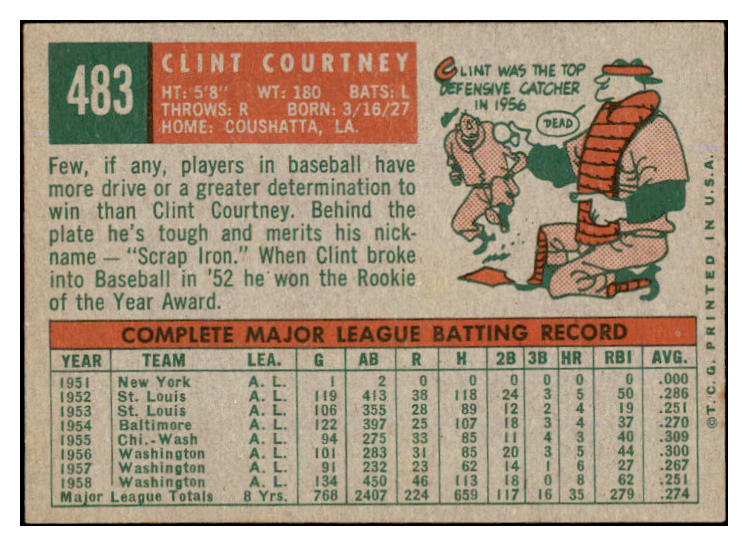 483
CLINT COURTNEY
HT: 5'8" WT: 180 BATS: L
THROWS: R BORN: 3/16/27
HOME: COUSHATTA, LA.
CLINT WAS THE TOP
DEFENSIVE CATCHER
IN 1956
"DEAD"
Few, if any, players in baseball have
more drive or a greater determination to
win than Clint Courtney. Behind the
plate he's tough and merits his nick-
name — "Scrap Iron." When Clint broke
into Baseball in '52 he won the Rookie
of the Year Award.
COMPLETE MAJOR LEAGUE BATTING RECORD
YEAR TEAM LEA. G AB R H 2B 3B HR RBI AVG.
1951 New York A. L. 1 2 0 0 0 0 0 0 .000
1952 St. Louis A. L. 119 413 38 118 24 3 5 50 .286
1953 St. Louis A. L. 106 355 28 89 12 2 4 19 .251
1954 Baltimore A. L. 122 397 25 107 18 3 4 37 .270
1955 Chi.-Wash A. L. 94 275 33 85 11 4 3 40 .309
1956 Washington A. L. 101 283 31 85 20 3 5 44 .300
1957 Washington A. L. 91 232 23 62 14 1 6 27 .267
1958 Washington A. L. 134 450 46 113 18 0 8 62 .251
Major League Totals 8 Yrs. 768 2407 224 659 117 16 35 279 .274
©T.C.G. PRINTED IN U.S.A.